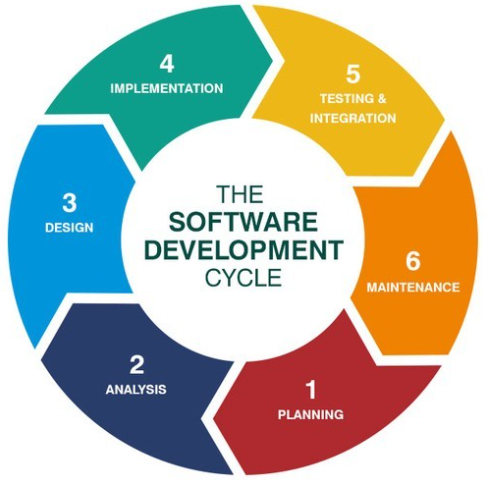 THE
SOFTWARE
DEVELOPMENT
CYCLE
1
PLANNING
2
ANALYSIS
3
DESIGN
4
IMPLEMENTATION
5
TESTING &
INTEGRATION
6
MAINTENANCE